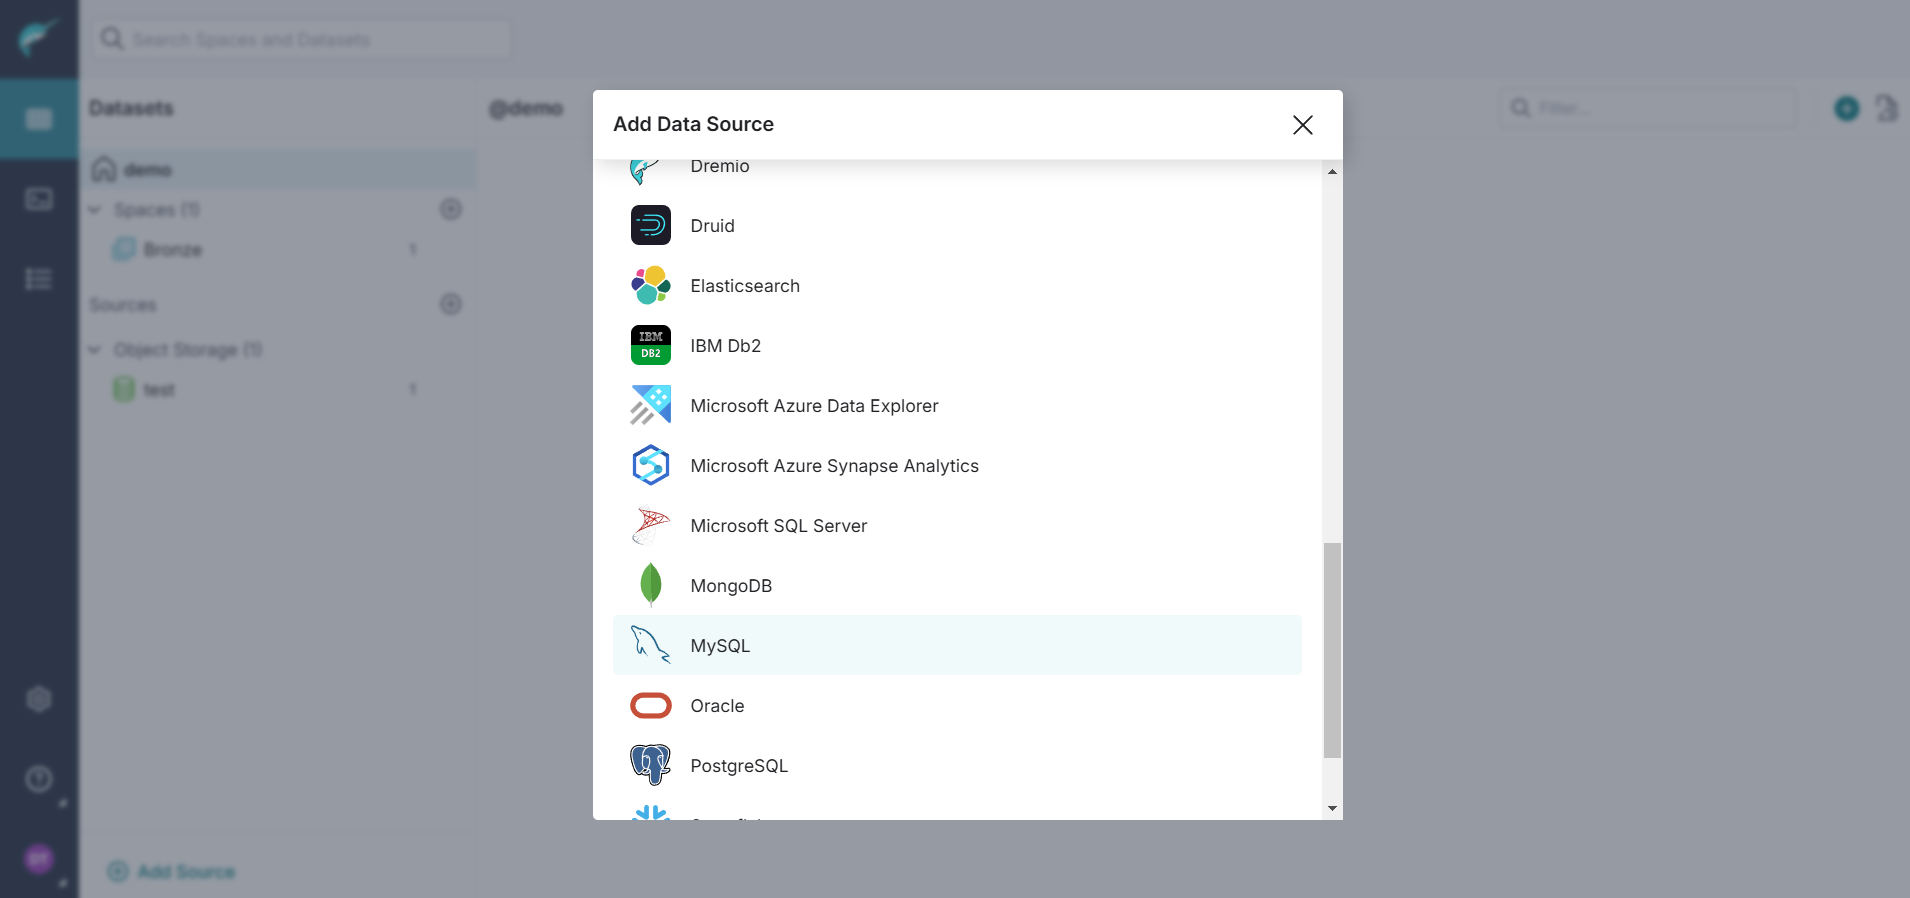 Search Spaces and Datasets
Datasets
@demo
Filter...
demo
Spaces (1)
Bronze 1
Sources
Object Storage (1)
test 1
DT
Add Source
Add Data Source
Dremio
Druid
Elasticsearch
IBM DB2
IBM Db2
Microsoft Azure Data Explorer
Microsoft Azure Synapse Analytics
Microsoft SQL Server
MongoDB
MySQL
Oracle
PostgreSQL